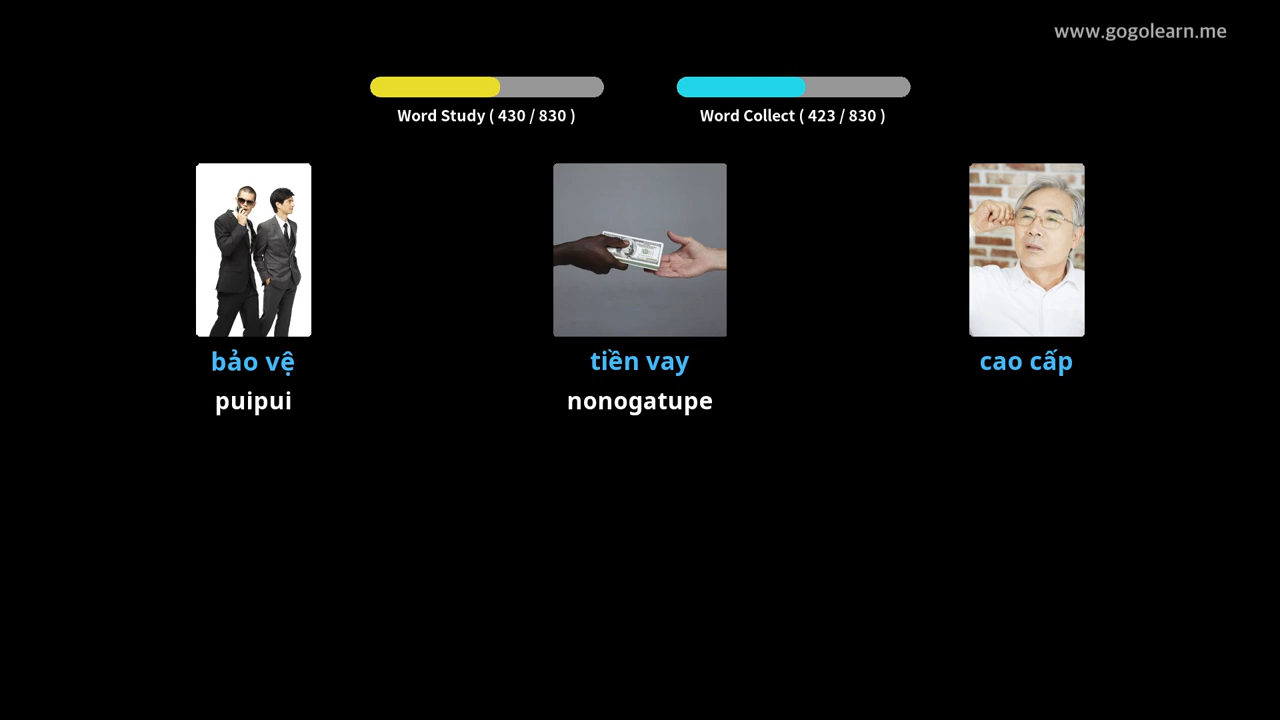 www.gogolearn.me
Word Study ( 430 / 830 )
Word Collect ( 423 / 830 )
bảo vệ
puipui
tiền vay
nonogatupe
cao cấp